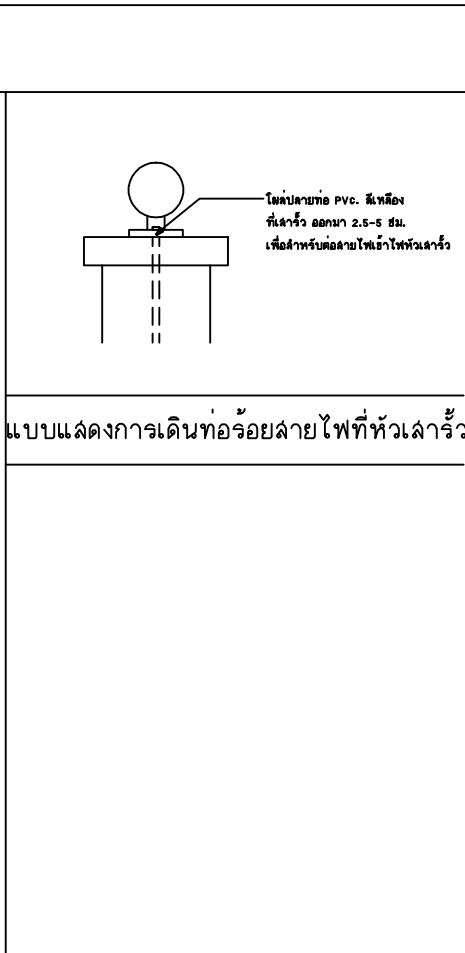 โผล่ปลายท่อ PVC. สีเหลือง
ที่เสารั้ว ออกมา 2.5-5 ซม.
เพื่อสำหรับต่อสายไฟเข้าไฟหัวเสารั้ว
แบบแสดงการเดินท่อร้อยสายไฟที่หัวเสารั้ว